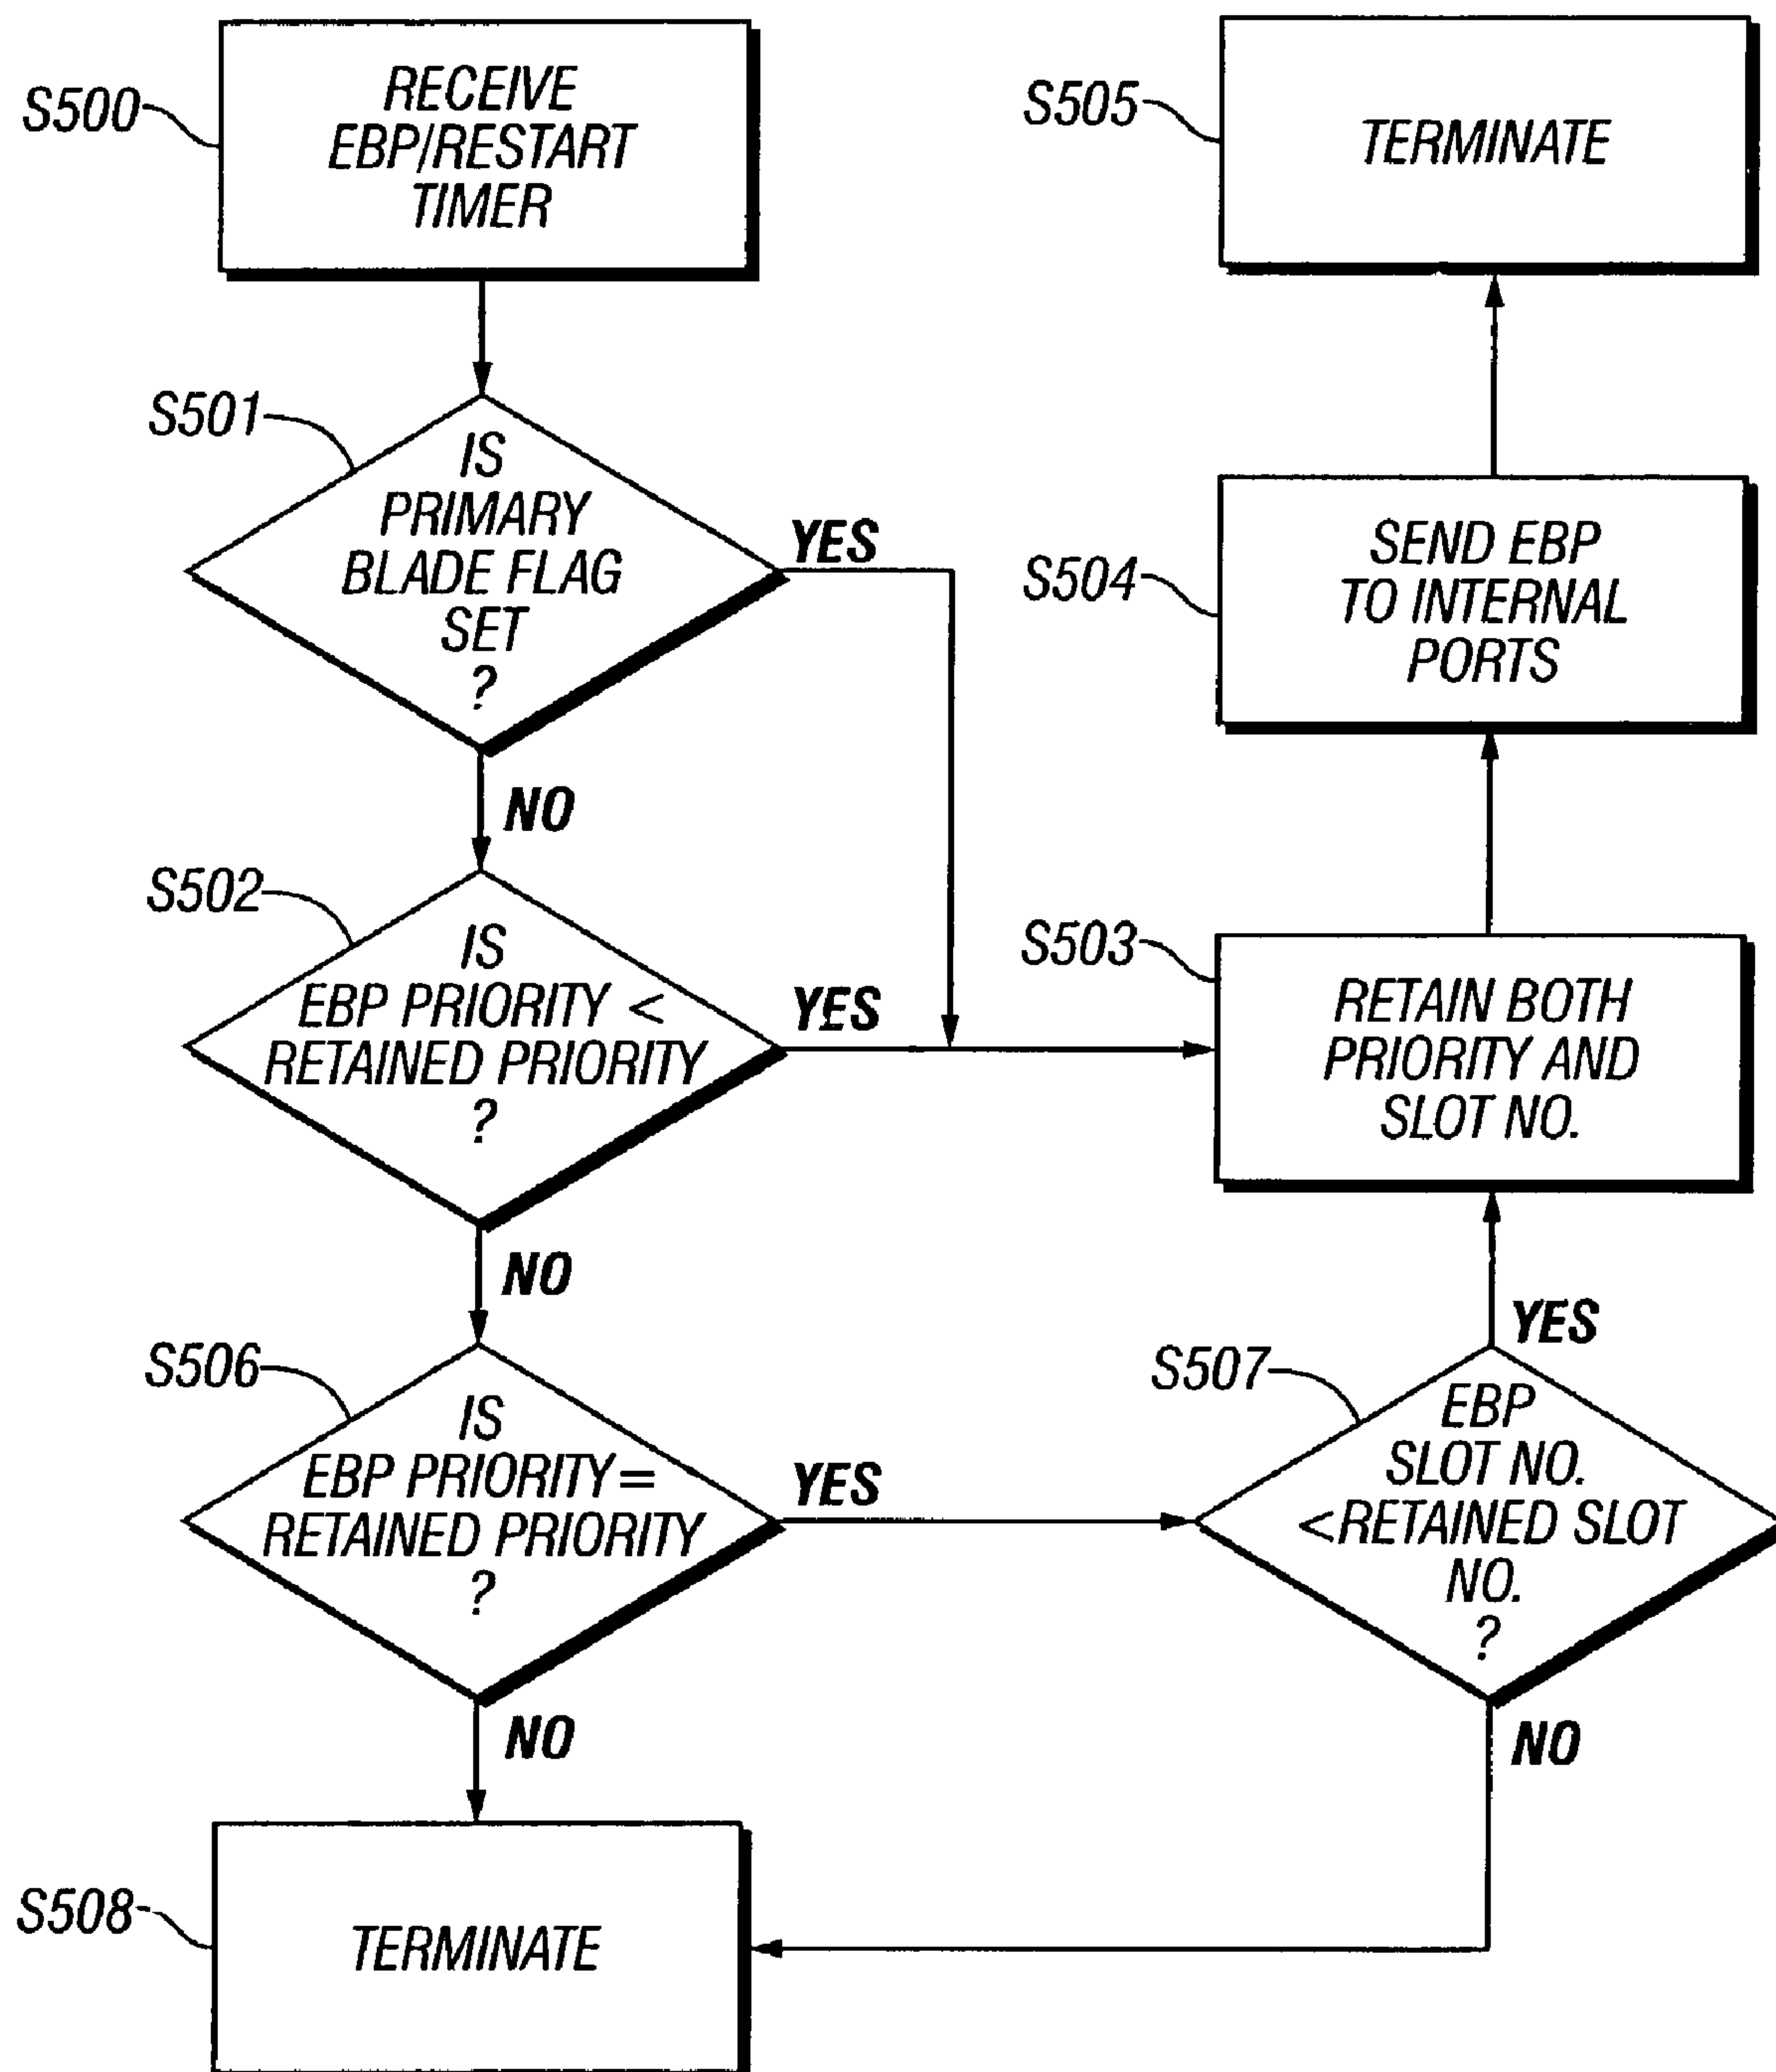 S500
RECEIVE
EBP/RESTART
TIMER
S501
IS
PRIMARY
BLADE FLAG
SET
?
YES
NO
S502
IS
EBP PRIORITY <
RETAINED PRIORITY
?
YES
NO
S506
IS
EBP PRIORITY=
RETAINED PRIORITY
?
YES
NO
S508
TERMINATE
S505
TERMINATE
S504
SEND EBP
TO INTERNAL
PORTS
S503
RETAIN BOTH
PRIORITY AND
SLOT NO.
YES
S507
EBP
SLOT NO.
<RETAINED SLOT
NO.
?
NO